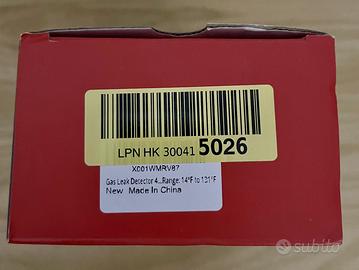 LPN HK 30041 5026
X001WMRV87
Gas Leak Detector 4...Range: 14°F to 131°F
New Made In China
subito